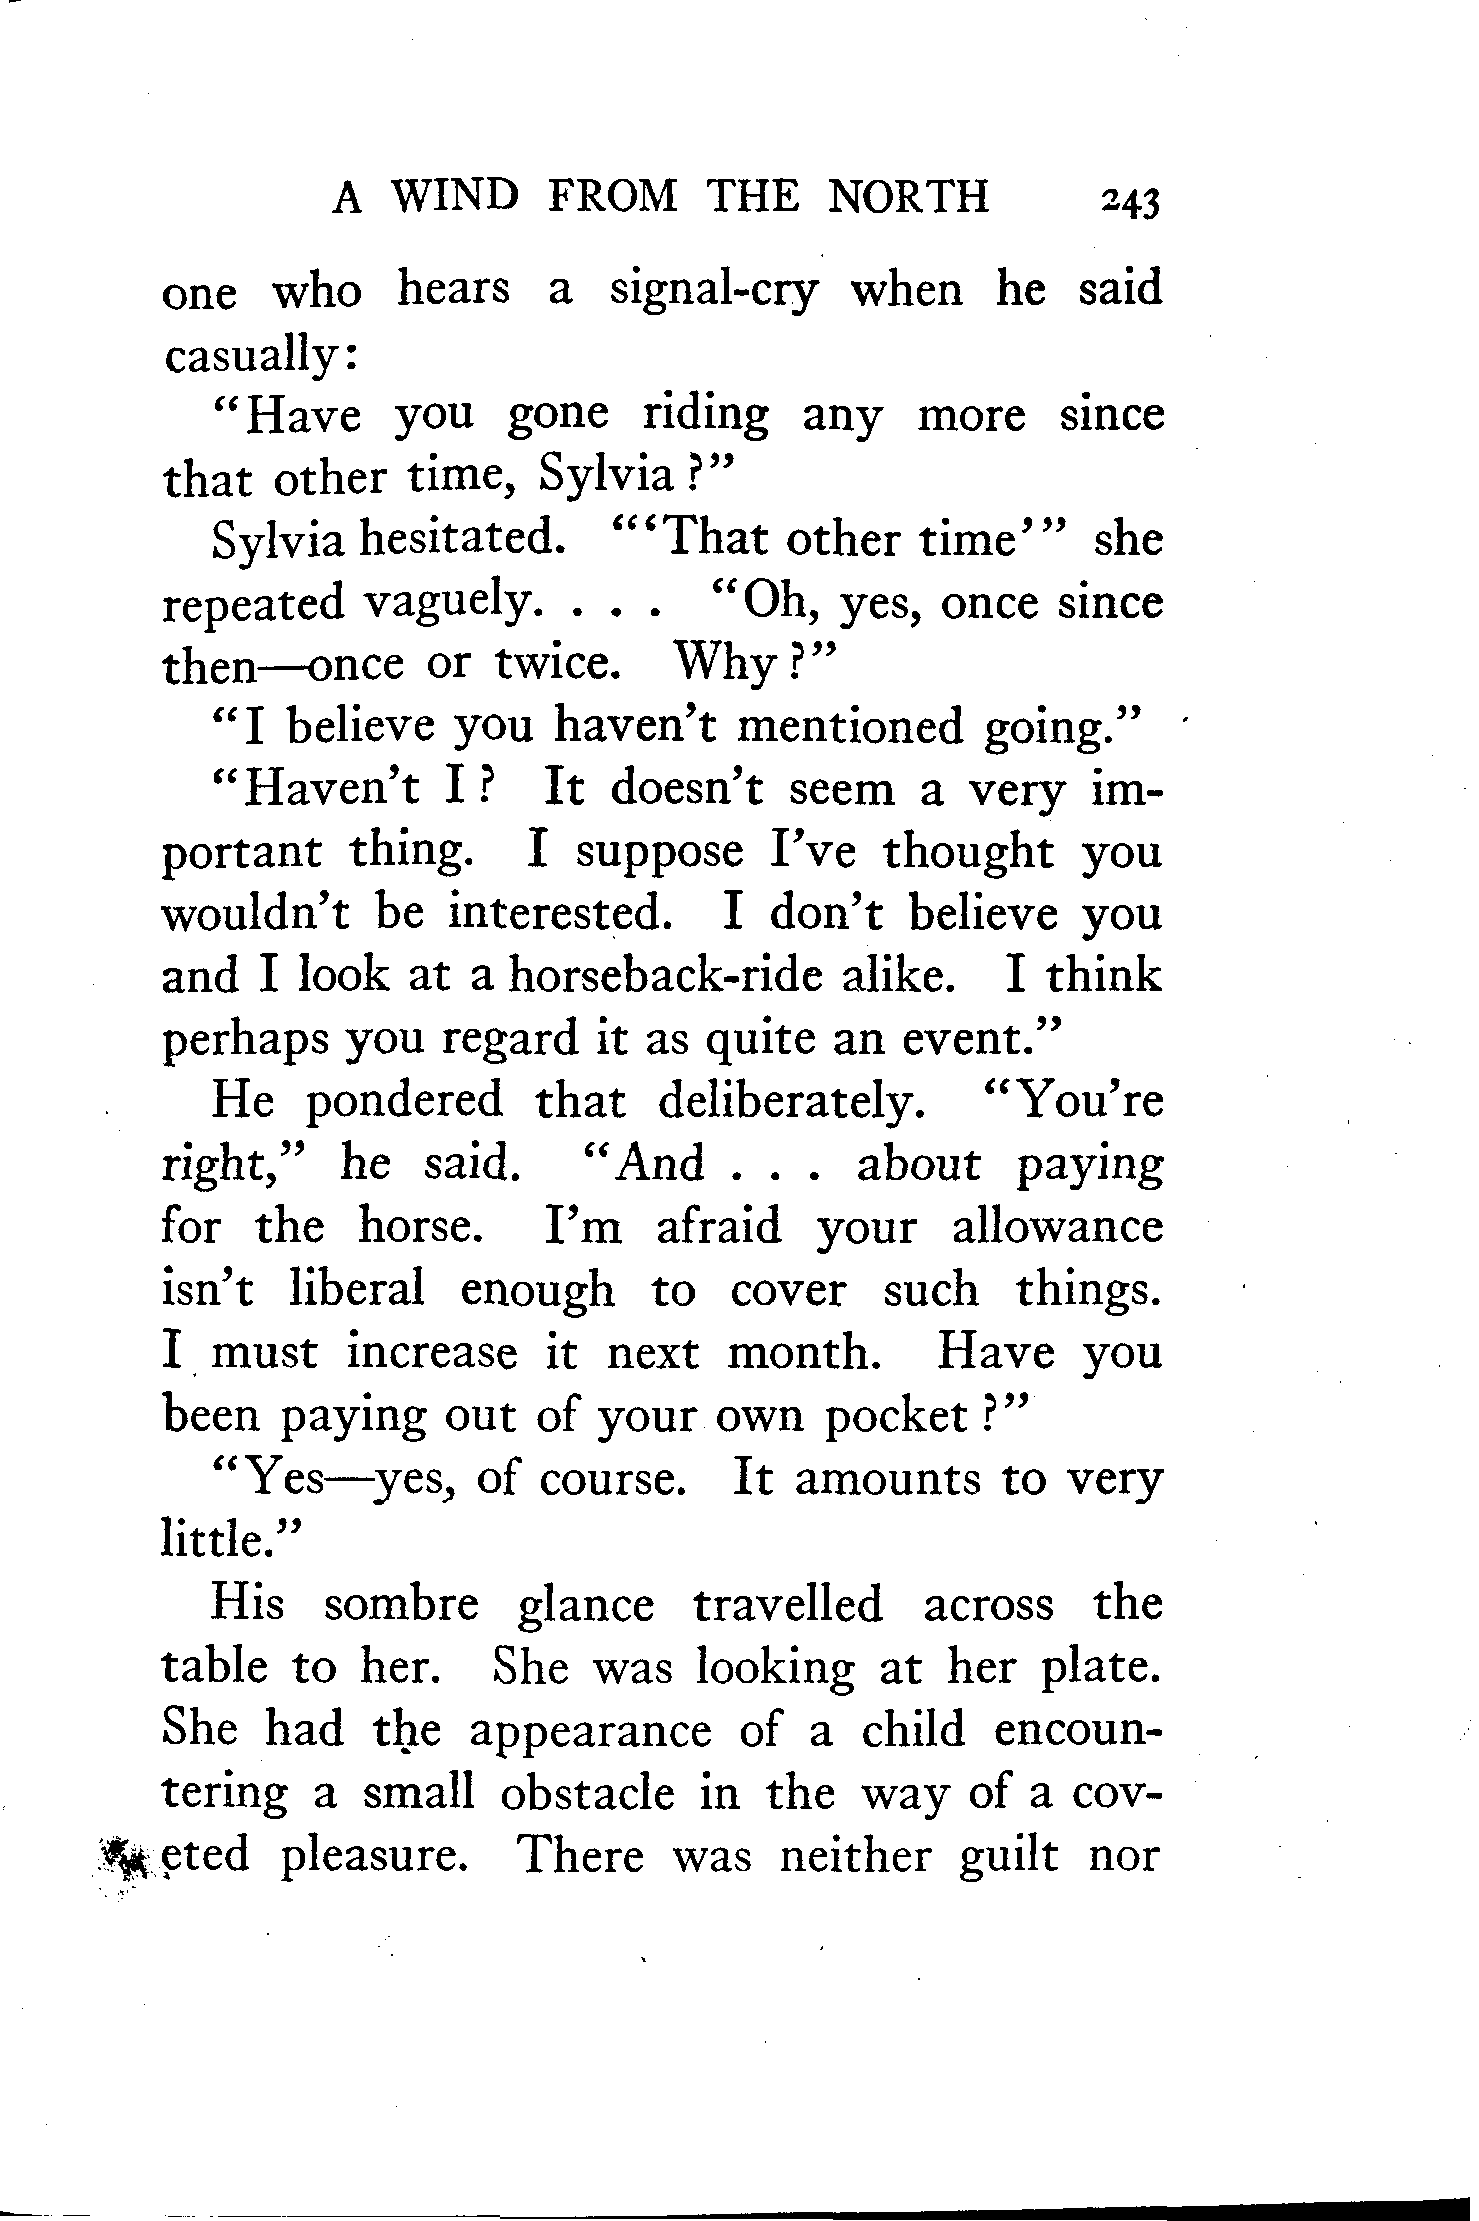 A WIND FROM THE NORTH 243
one who hears a signal-cry when he said
casually:
"Have you gone riding any more since
that other time, Sylvia?"
Sylvia hesitated. "'That other time'" she
repeated vaguely. . . . "Oh, yes, once since
then—once or twice. Why?"
"I believe you haven't mentioned going."
"Haven't I? It doesn't seem a very im-
portant thing. I suppose I've thought you
wouldn't be interested. I don't believe you
and I look at a horseback-ride alike. I think
perhaps you regard it as quite an event."
He pondered that deliberately. "You're
right," he said. "And . . . about paying
for the horse. I'm afraid your allowance
isn't liberal enough to cover such things.
I must increase it next month. Have you
been paying out of your own pocket?"
"Yes—yes, of course. It amounts to very
little."
His sombre glance travelled across the
table to her. She was looking at her plate.
She had the appearance of a child encoun-
tering a small obstacle in the way of a cov-
eted pleasure. There was neither guilt nor